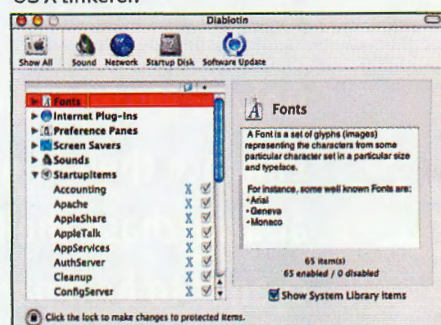 OS X tinkerer.
Diablotin
Show All Sound Network Startup Disk Software Update
Fonts
Internet Plug-Ins
Preference Panes
Screen Savers
Sounds
StartupItems
Accounting X
Apache X
AppleShare X
AppleTalk X
AppServices X
AuthServer X
Cleanup X
ConfigServer X
Fonts
A Font is a set of glyphs (images)
representing the characters from some
particular character set in a particular size
and typeface.
For instance, some well known Fonts are:
•Arial
•Geneva
•Monaco
65 item(s)
65 enabled / 0 disabled
Show System Library items
Click the lock to make changes to protected items.